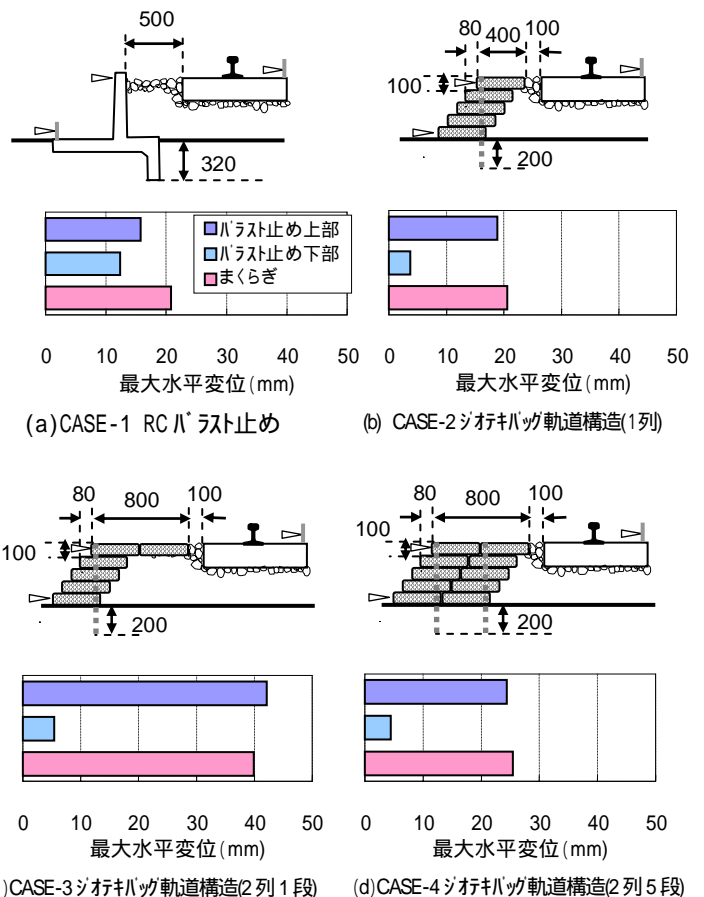 500
320
バラスト止め上部
バラスト止め下部
まくらぎ
0 10 20 30 40 50
最大水平変位(mm)
(a)CASE-1 RCバラスト止め
80 400 100
100
200
0 10 20 30 40 50
最大水平変位(mm)
(b) CASE-2ジオテキバッグ軌道構造(1列)
80 800 100
100
200
0 10 20 30 40 50
最大水平変位(mm)
)CASE-3ジオテキバッグ軌道構造(2列1段)
80 800 100
100
200
0 10 20 30 40 50
最大水平変位(mm)
(d)CASE-4ジオテキバッグ軌道構造(2列5段)